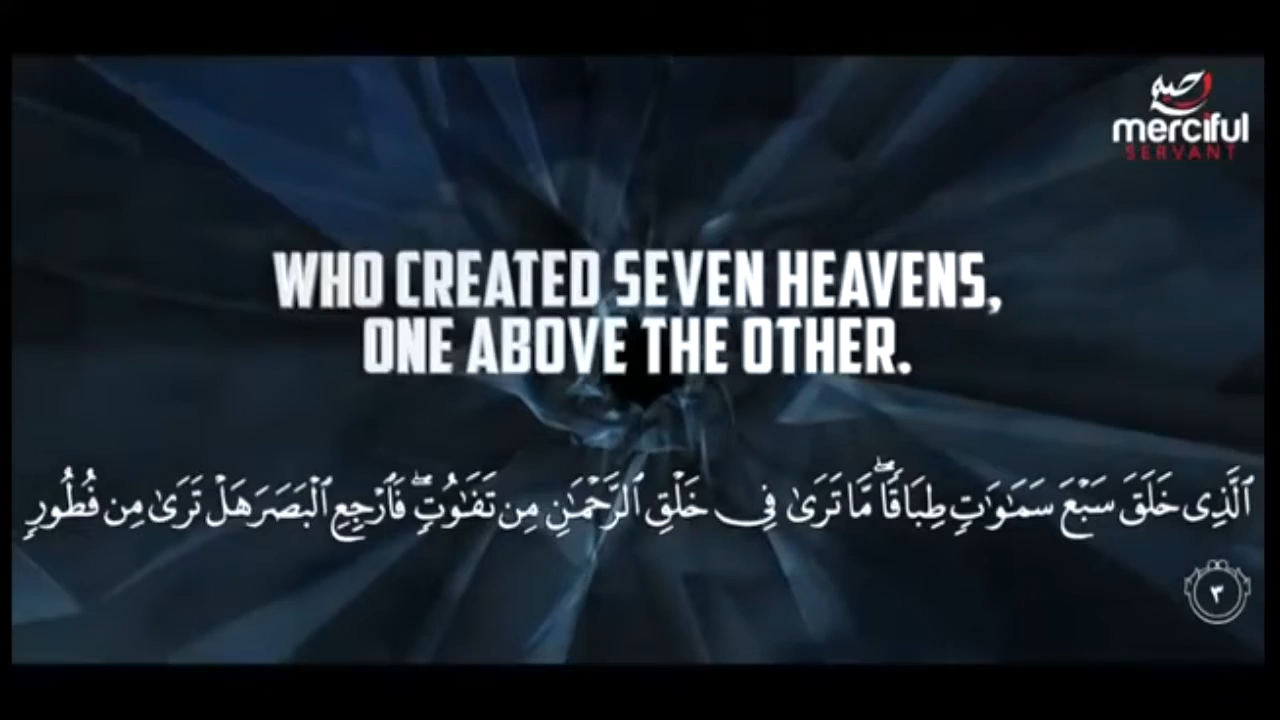 merciful
SERVANT
WHO CREATED SEVEN HEAVENS,
ONE ABOVE THE OTHER.
ٱلَّذِى خَلَقَ سَبْعَ سَمَـٰوَٰتٍ طِبَاقًا ۖ مَّا تَرَىٰ فِى خَلْقِ ٱلرَّحْمَـٰنِ مِن تَفَـٰوُتٍ ۖ فَٱرْجِعِ ٱلْبَصَرَ هَلْ تَرَىٰ مِن فُطُورٍ
٣